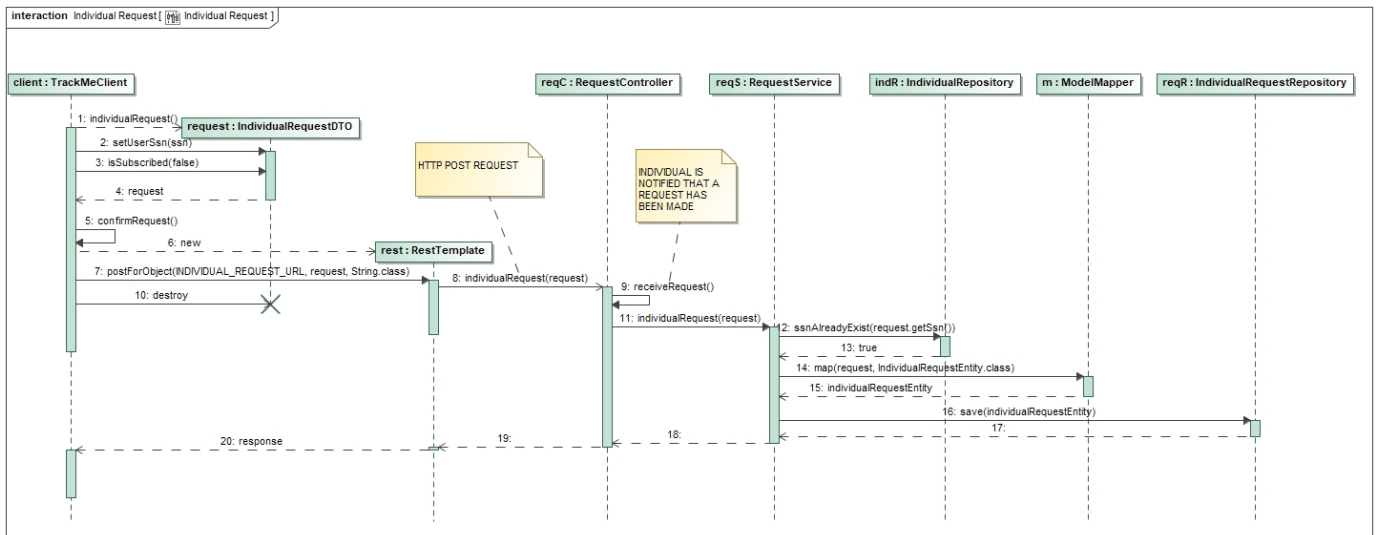 interaction Individual Request [ Individual Request ]
client : TrackMeClient
reqC : RequestController
reqS : RequestService
indR : IndividualRepository
m : ModelMapper
reqR : IndividualRequestRepository
1: individualRequest()
request : IndividualRequestDTO
2: setUserSsn(ssn)
3: isSubscribed(false)
4: request
HTTP POST REQUEST
INDIVIDUAL IS
NOTIFIED THAT A
REQUEST HAS
BEEN MADE
5: confirmRequest()
6: new
rest : RestTemplate
7: postForObject(INDIVIDUAL_REQUEST_URL, request, String.class)
8: individualRequest(request)
9: receiveRequest()
10: destroy
11: individualRequest(request)
12: ssnAlreadyExist(request.getSsn())
13: true
14: map(request, IndividualRequestEntity.class)
15: individualRequestEntity
16: save(individualRequestEntity)
17:
18:
19:
20: response